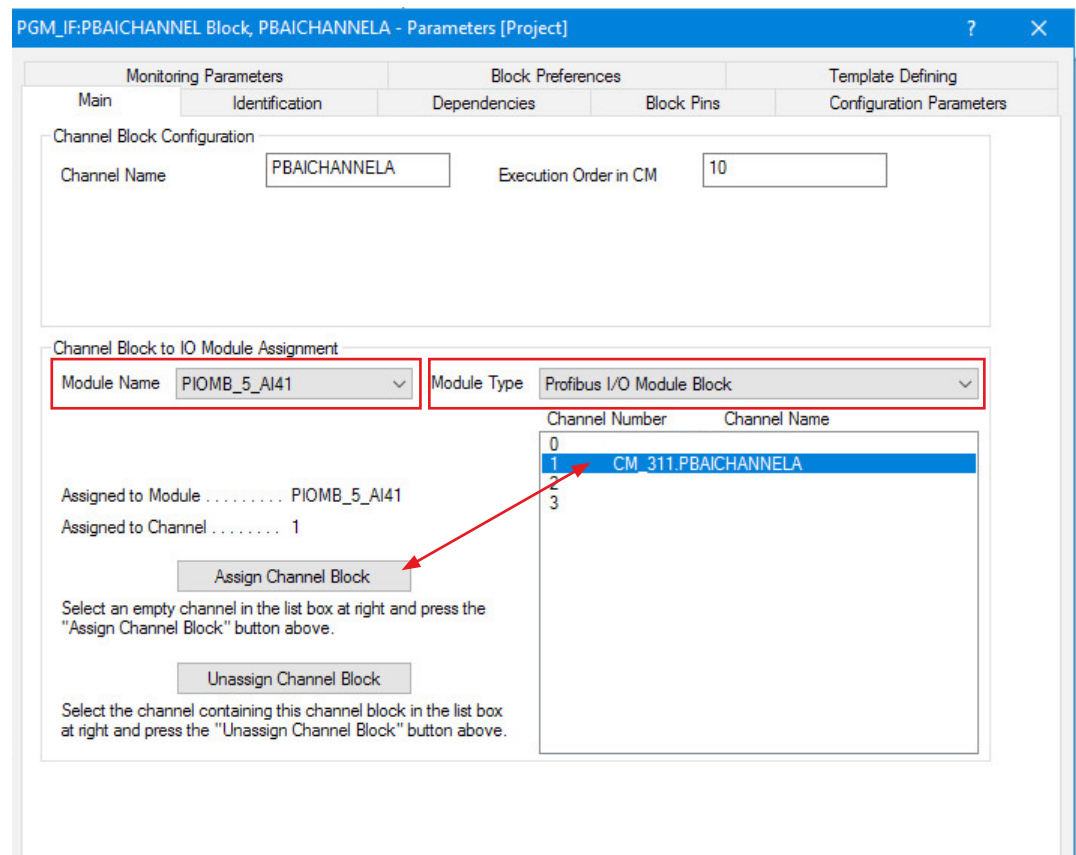 PGM_IF:PBAICHANNEL Block, PBAICHANNELA - Parameters [Project] ? ✕
Monitoring Parameters Block Preferences Template Defining
Main Identification Dependencies Block Pins Configuration Parameters
Channel Block Configuration
Channel Name PBAICHANNELA Execution Order in CM 10
Channel Block to IO Module Assignment
Module Name PIOMB_5_AI41 Module Type Profibus I/O Module Block
Channel Number Channel Name
0
1 CM_311.PBAICHANNELA
2
3
Assigned to Module . . . . . . . . . PIOMB_5_AI41
Assigned to Channel . . . . . . . . 1
Assign Channel Block
Select an empty channel in the list box at right and press the
"Assign Channel Block" button above.
Unassign Channel Block
Select the channel containing this channel block in the list box
at right and press the "Unassign Channel Block" button above.